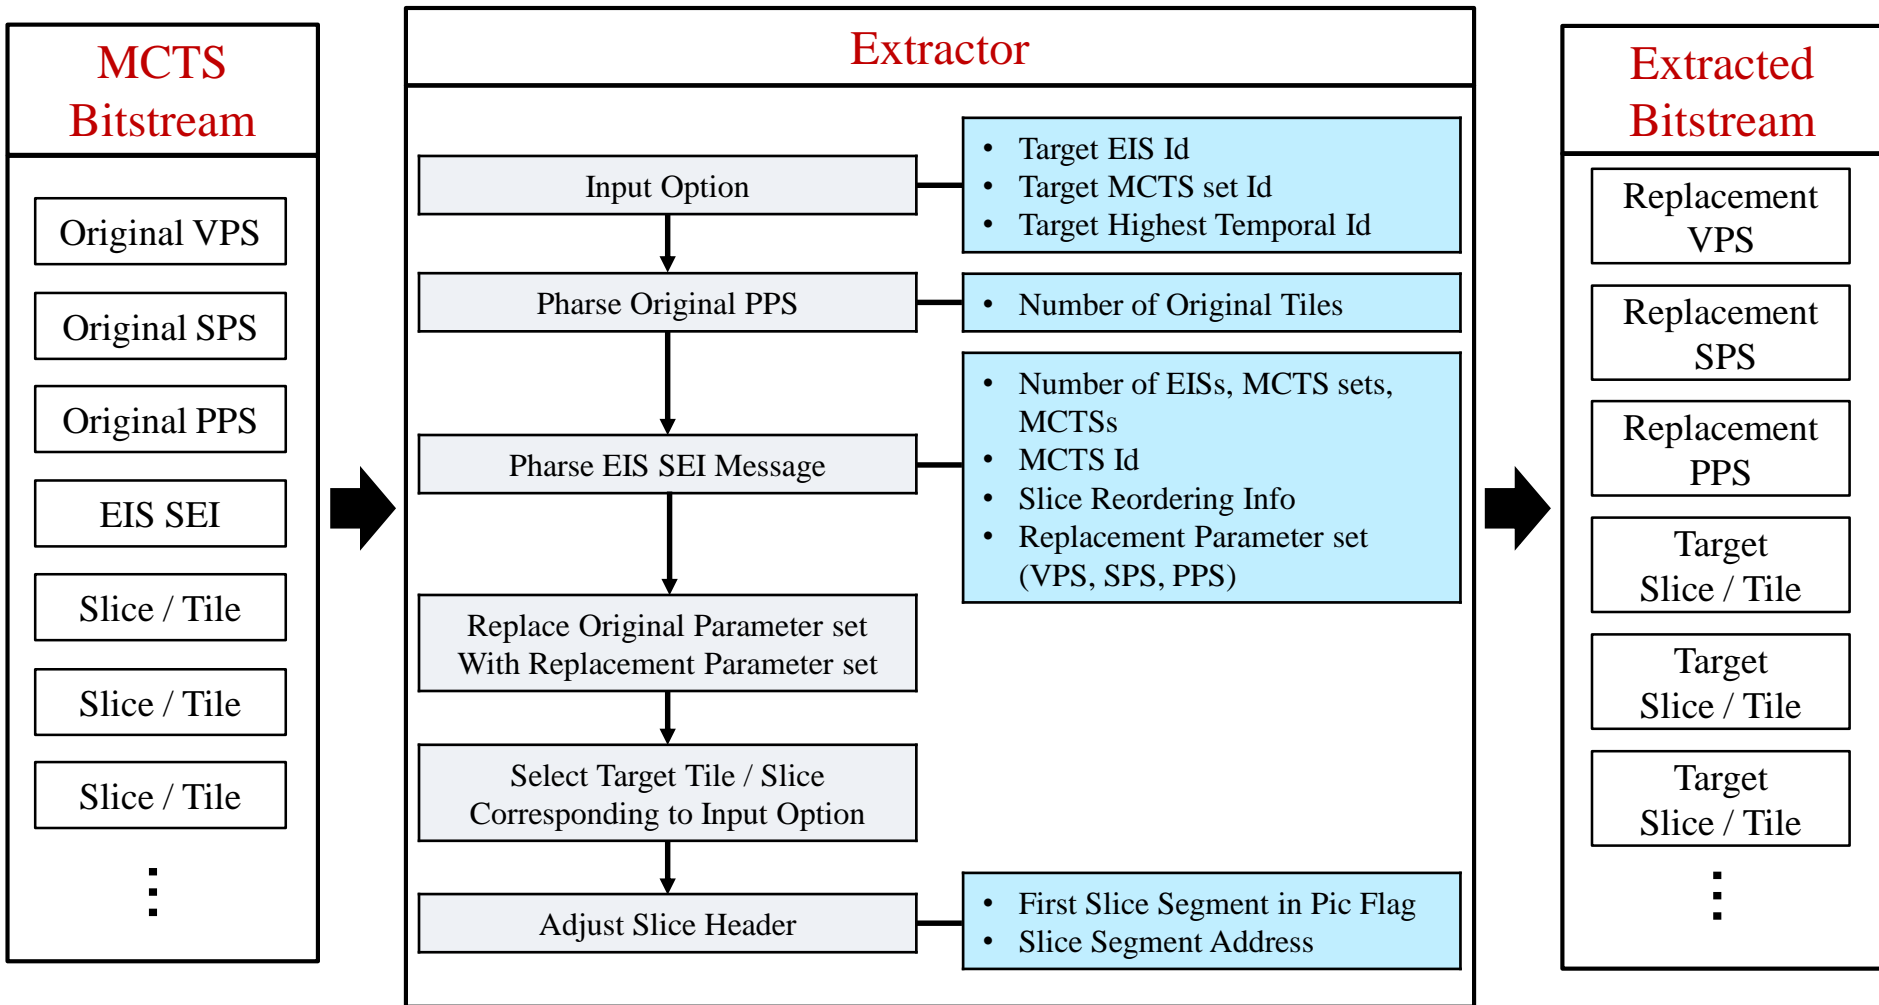 MCTS
Bitstream
Original VPS
Original SPS
Original PPS
EIS SEI
Slice / Tile
Slice / Tile
Slice / Tile
Extractor
Input Option
• Target EIS Id
• Target MCTS set Id
• Target Highest Temporal Id
Pharse Original PPS
• Number of Original Tiles
Pharse EIS SEI Message
• Number of EISs, MCTS sets,
MCTSs
• MCTS Id
• Slice Reordering Info
• Replacement Parameter set
(VPS, SPS, PPS)
Replace Original Parameter set
With Replacement Parameter set
Select Target Tile / Slice
Corresponding to Input Option
Adjust Slice Header
• First Slice Segment in Pic Flag
• Slice Segment Address
Extracted
Bitstream
Replacement
VPS
Replacement
SPS
Replacement
PPS
Target
Slice / Tile
Target
Slice / Tile
Target
Slice / Tile